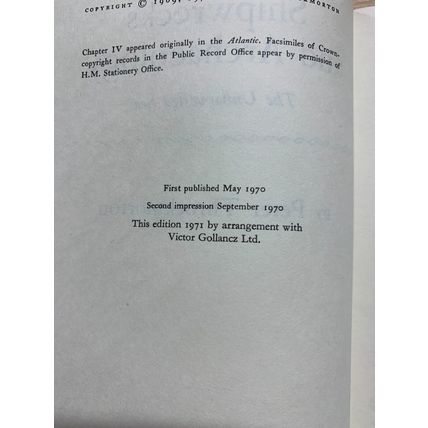 COPYRIGHT ©
Chapter IV appeared originally in the Atlantic. Facsimiles of Crown-
copyright records in the Public Record Office appear by permission of
H.M. Stationery Office.
First published May 1970
Second impression September 1970
This edition 1971 by arrangement with
Victor Gollancz Ltd.